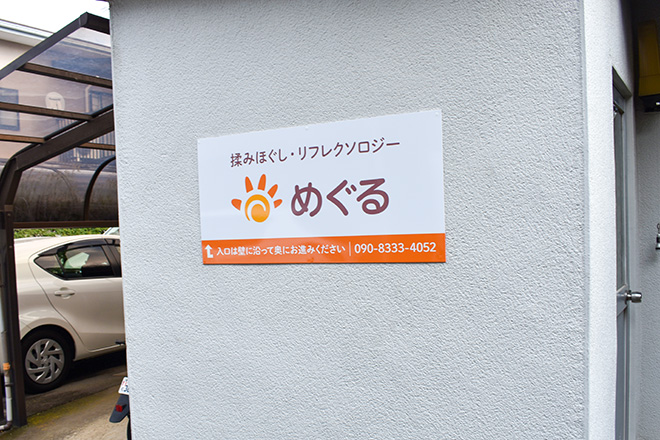 揉みほぐし・リフレクソロジー
めぐる
入口は壁に沿って奥にお進みください | 090-8333-4052